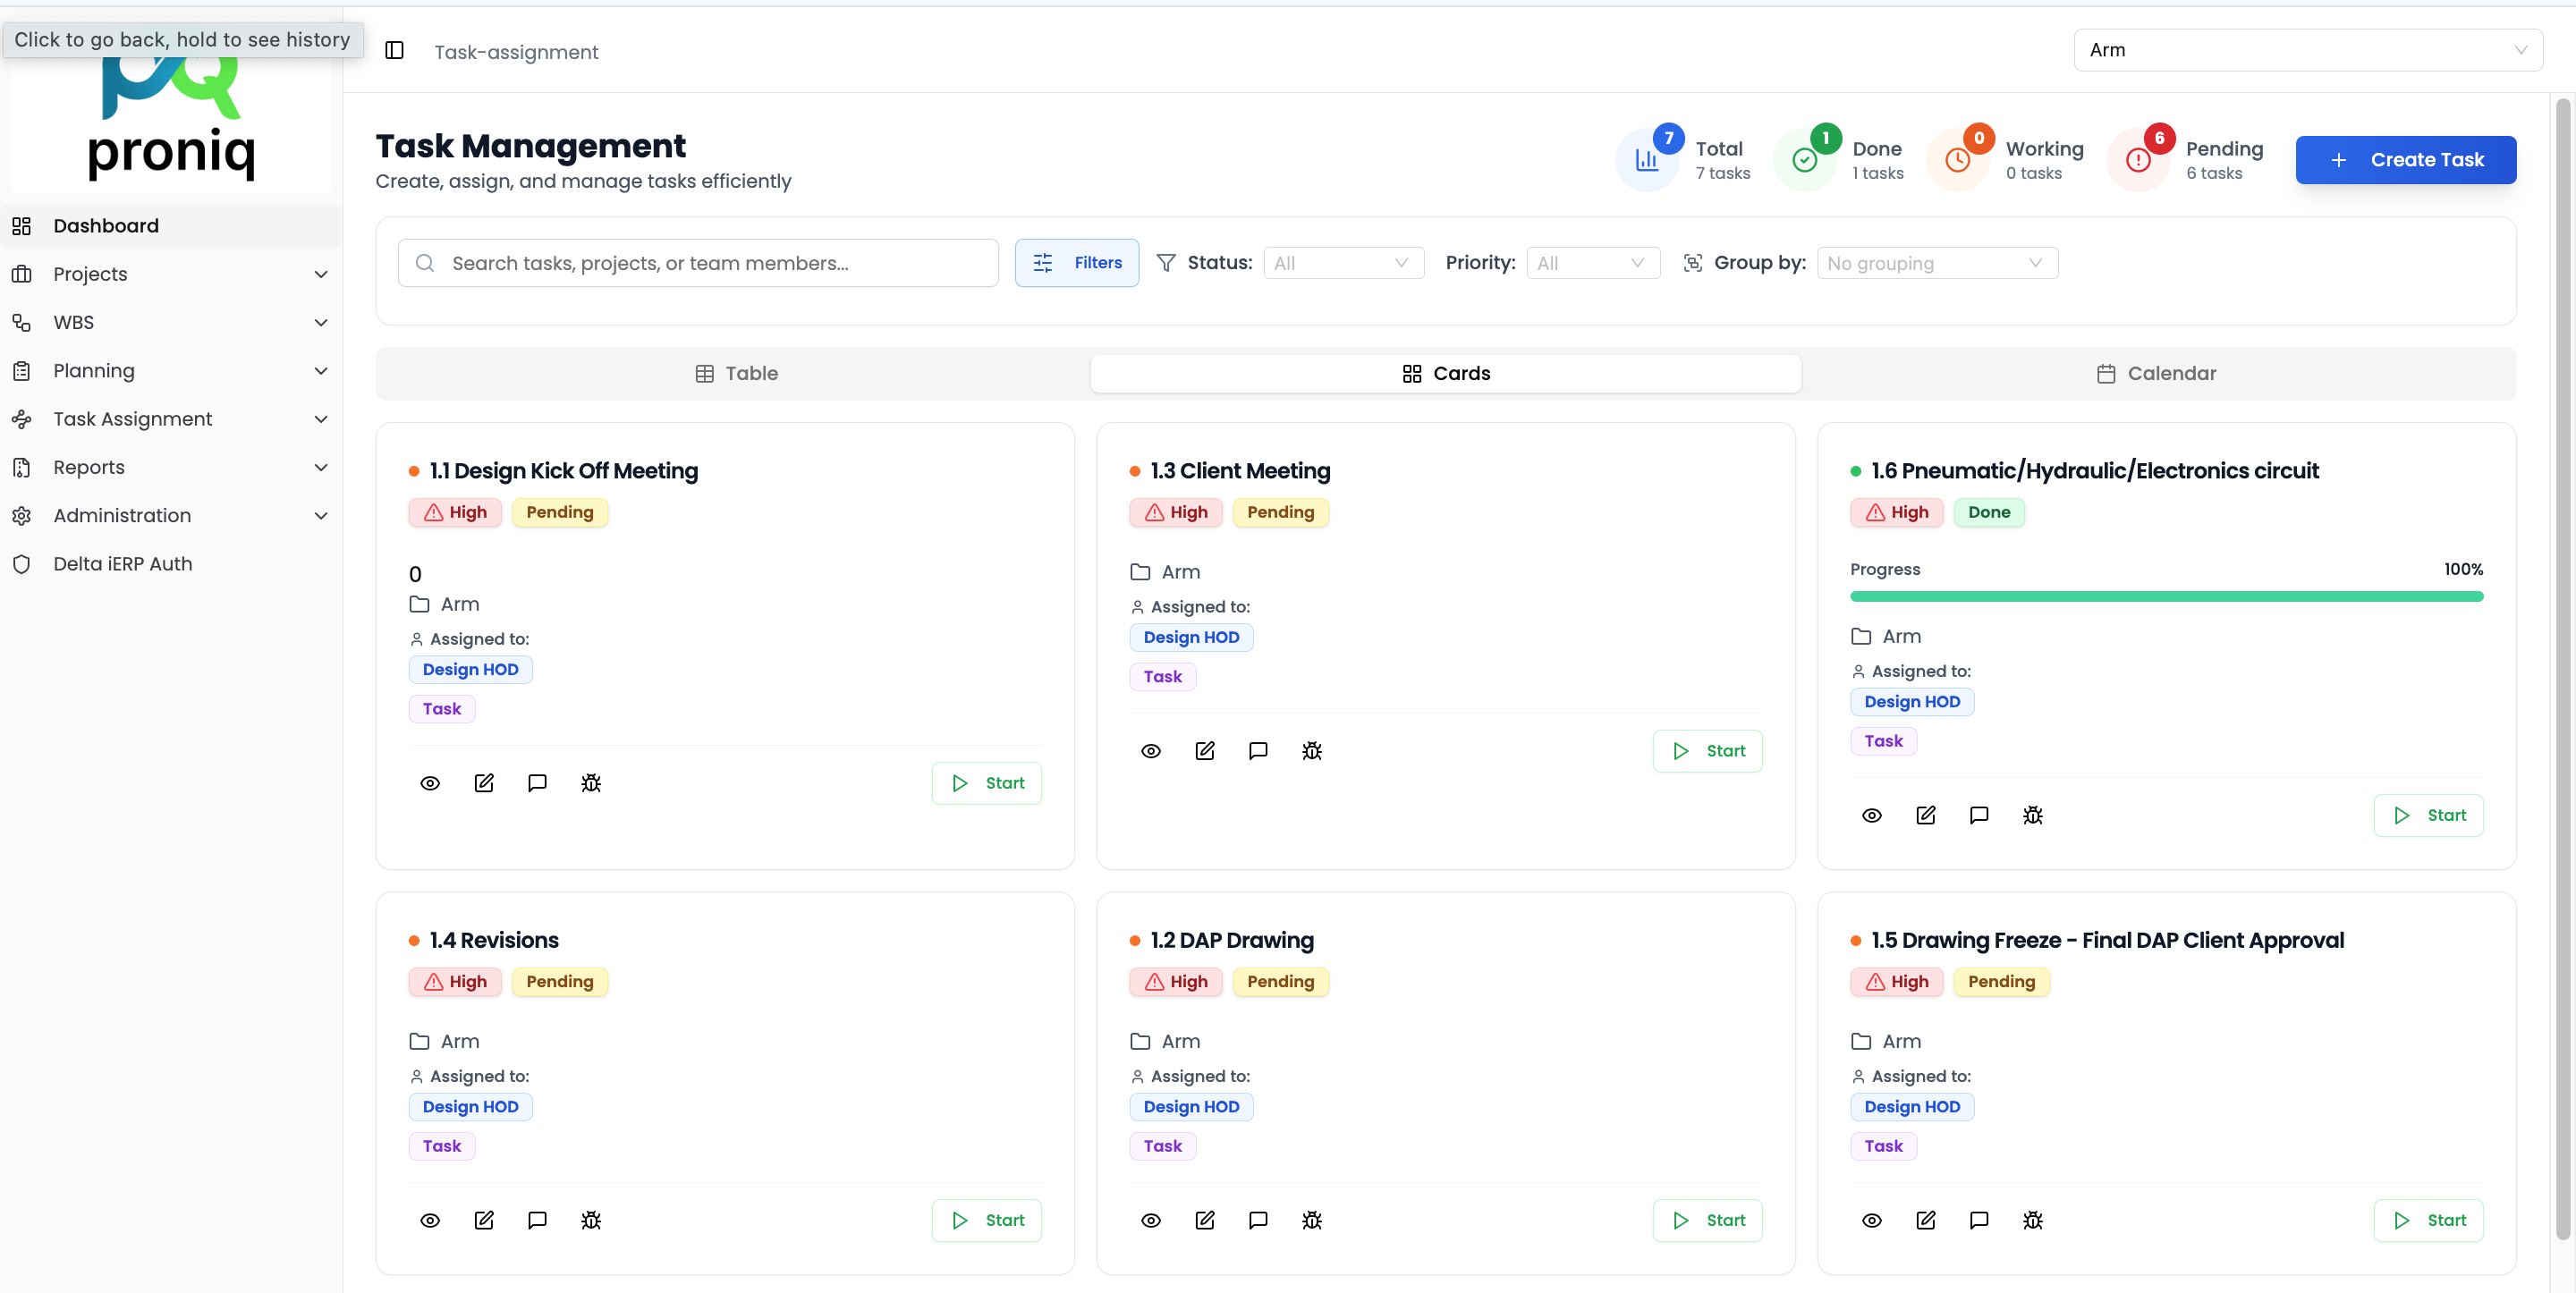 Click to go back, hold to see history
proniq
Dashboard
Projects
WBS
Planning
Task Assignment
Reports
Administration
Delta iERP Auth
Task-assignment
Arm
Task Management
Create, assign, and manage tasks efficiently
7
Total
7 tasks
1
Done
1 tasks
0
Working
0 tasks
6
Pending
6 tasks
Create Task
Search tasks, projects, or team members...
Filters
Status: All
Priority: All
Group by: No grouping
Table
Cards
Calendar
1.1 Design Kick Off Meeting
High Pending
0
Arm
Assigned to:
Design HOD
Task
Start
1.3 Client Meeting
High Pending
Arm
Assigned to:
Design HOD
Task
Start
1.6 Pneumatic/Hydraulic/Electronics circuit
High Done
Progress 100%
Arm
Assigned to:
Design HOD
Task
Start
1.4 Revisions
High Pending
Arm
Assigned to:
Design HOD
Task
Start
1.2 DAP Drawing
High Pending
Arm
Assigned to:
Design HOD
Task
Start
1.5 Drawing Freeze - Final DAP Client Approval
High Pending
Arm
Assigned to:
Design HOD
Task
Start